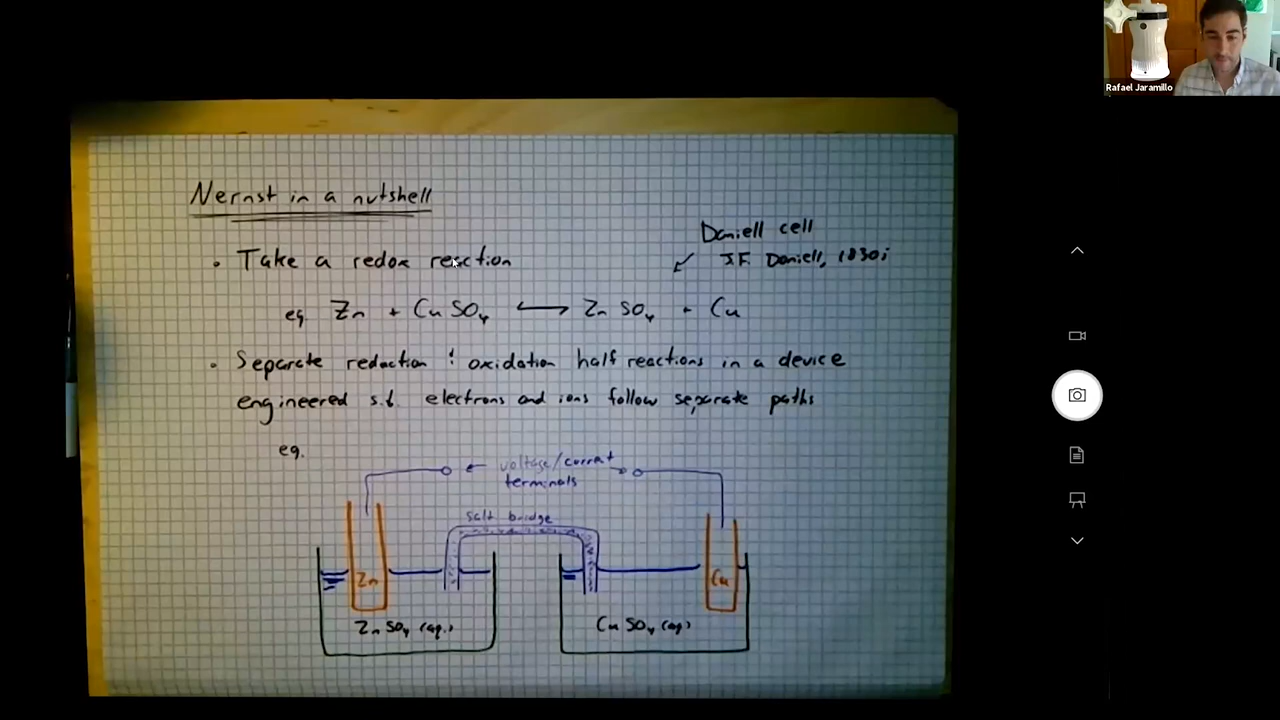 Rafael Jaramillo
Nernst in a nutshell
Daniell cell
J.F. Daniell, 1830s
• Take a redox reaction
eg. Zn + CuSO₄ ⟷ ZnSO₄ + Cu
• Separate reduction & oxidation half reactions in a device
engineered s.t. electrons and ions follow separate paths
eg.
voltage/current
terminals
salt bridge
Zn
Cu
ZnSO₄ (aq.)
CuSO₄ (aq)